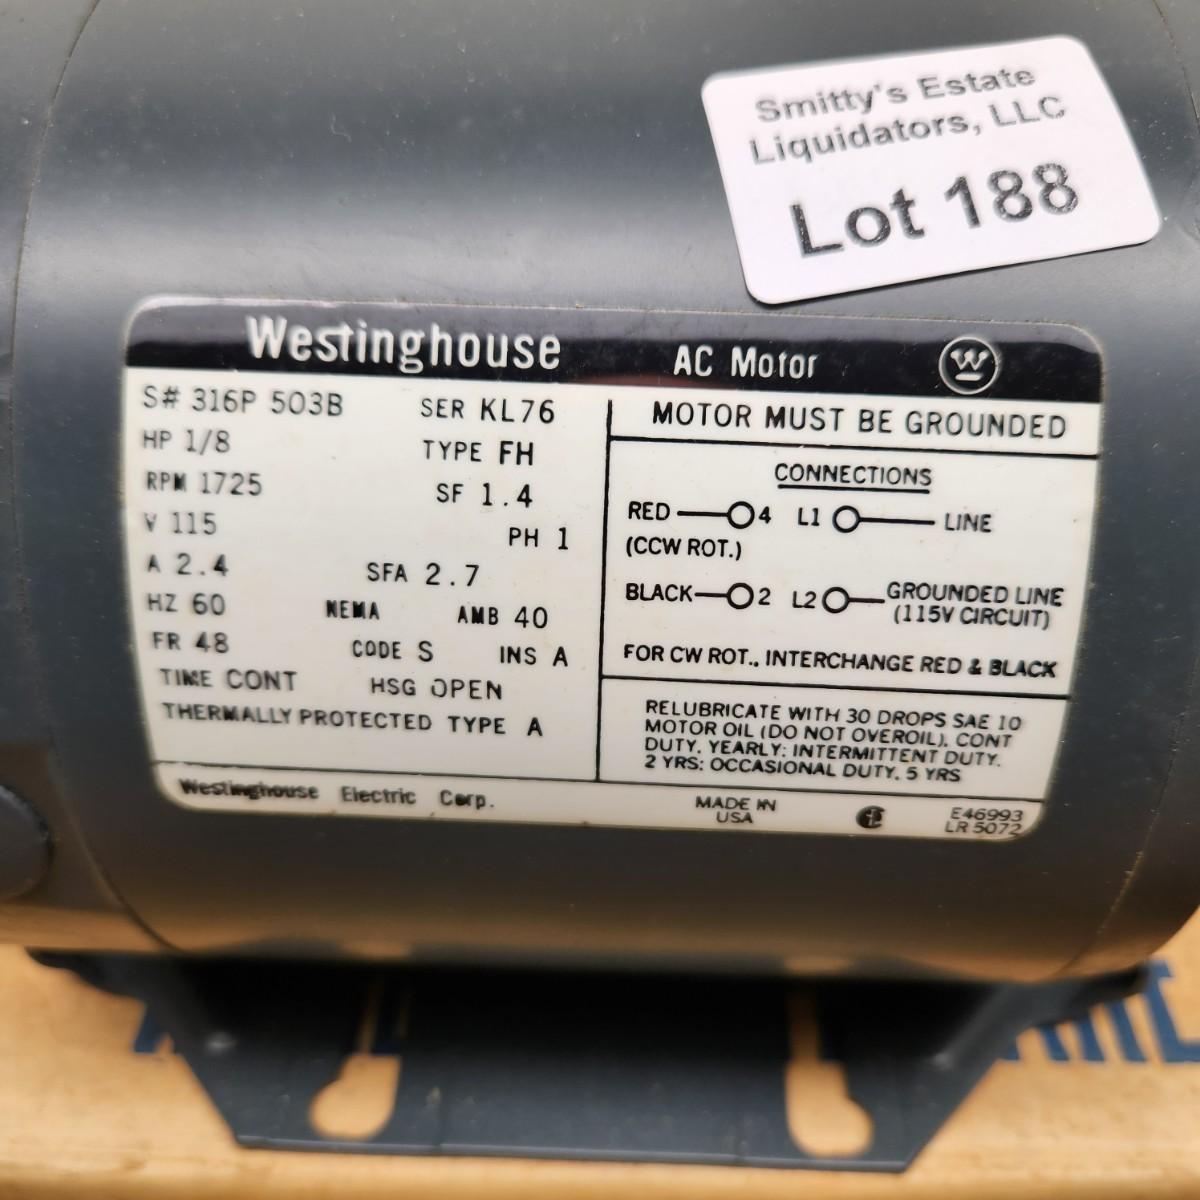 Smitty's Estate
Liquidators, LLC
Lot 188
Westinghouse AC Motor W
S# 316P 503B SER KL76
HP 1/8 TYPE FH
RPM 1725 SF 1.4
V 115 PH 1
A 2.4 SFA 2.7
HZ 60 NEMA AMB 40
FR 48 CODE S INS A
TIME CONT HSG OPEN
THERMALLY PROTECTED TYPE A
MOTOR MUST BE GROUNDED
CONNECTIONS
RED 4 L1 LINE
(CCW ROT.)
BLACK 2 L2 GROUNDED LINE
(115V CIRCUIT)
FOR CW ROT., INTERCHANGE RED & BLACK
RELUBRICATE WITH 30 DROPS SAE 10
MOTOR OIL (DO NOT OVEROIL). CONT
DUTY, YEARLY; INTERMITTENT DUTY.
2 YRS; OCCASIONAL DUTY, 5 YRS
Westinghouse Electric Corp.
MADE IN
USA
E46993
LR 5072